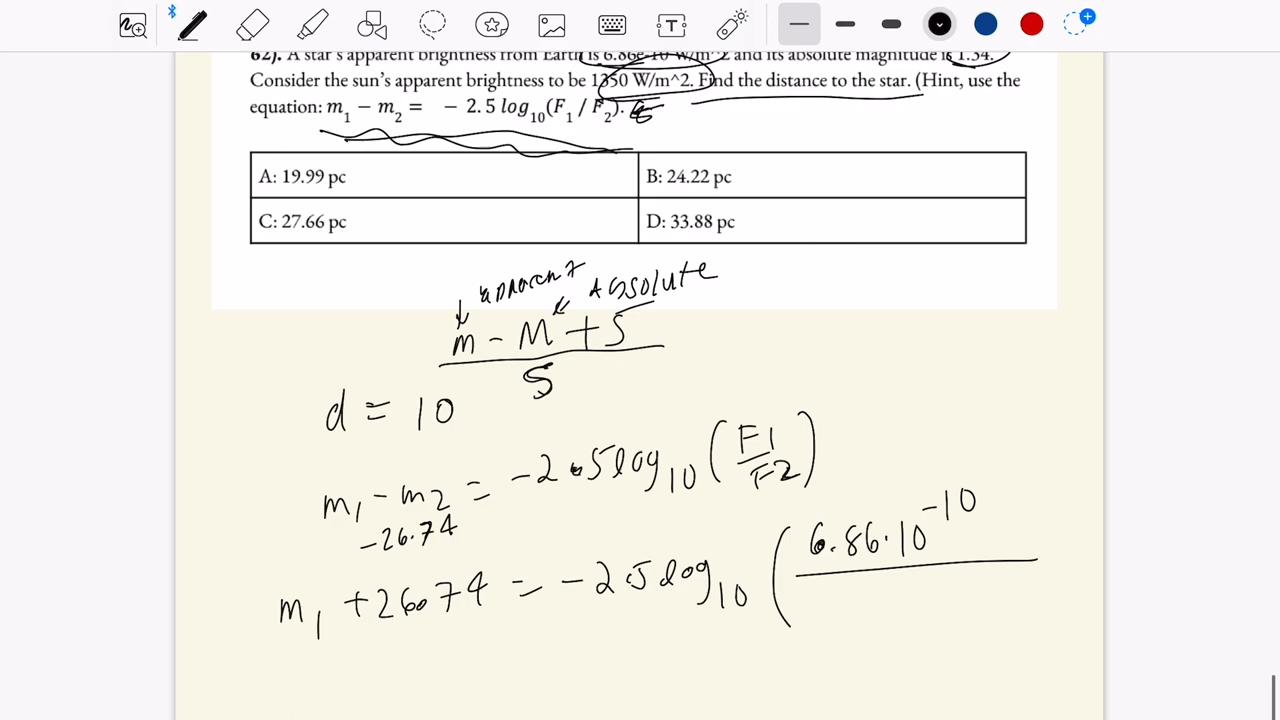 62). A star's apparent brightness from Earth is 6.86e-10 W/m^2 and its absolute magnitude is 1.34.
Consider the sun's apparent brightness to be 1350 W/m^2. Find the distance to the star. (Hint, use the
equation: m₁ − m₂ = − 2.5 log₁₀(F₁ / F₂).
A: 19.99 pc
B: 24.22 pc
C: 27.66 pc
D: 33.88 pc
apparent absolute
m - M + 5
5
d = 10
m₁ - m₂ = -2.5 log₁₀ (F1/F2)
-26.74
m₁ + 26.74 = -2.5 log₁₀ (6.86·10⁻¹⁰